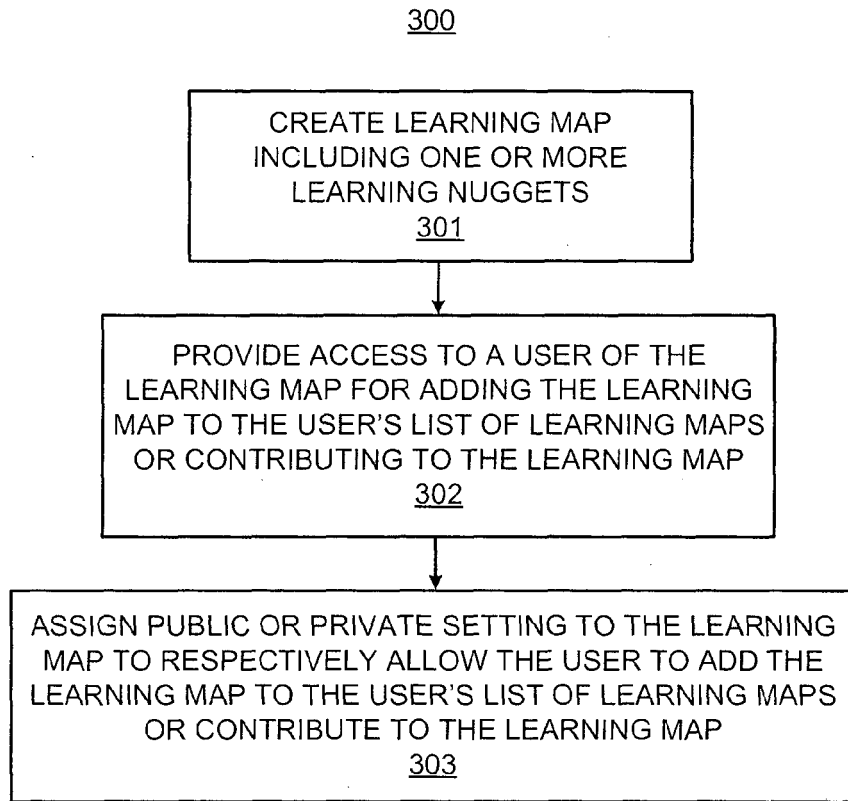 300
CREATE LEARNING MAP
INCLUDING ONE OR MORE
LEARNING NUGGETS
301
PROVIDE ACCESS TO A USER OF THE
LEARNING MAP FOR ADDING THE LEARNING
MAP TO THE USER'S LIST OF LEARNING MAPS
OR CONTRIBUTING TO THE LEARNING MAP
302
ASSIGN PUBLIC OR PRIVATE SETTING TO THE LEARNING
MAP TO RESPECTIVELY ALLOW THE USER TO ADD THE
LEARNING MAP TO THE USER'S LIST OF LEARNING MAPS
OR CONTRIBUTE TO THE LEARNING MAP
303